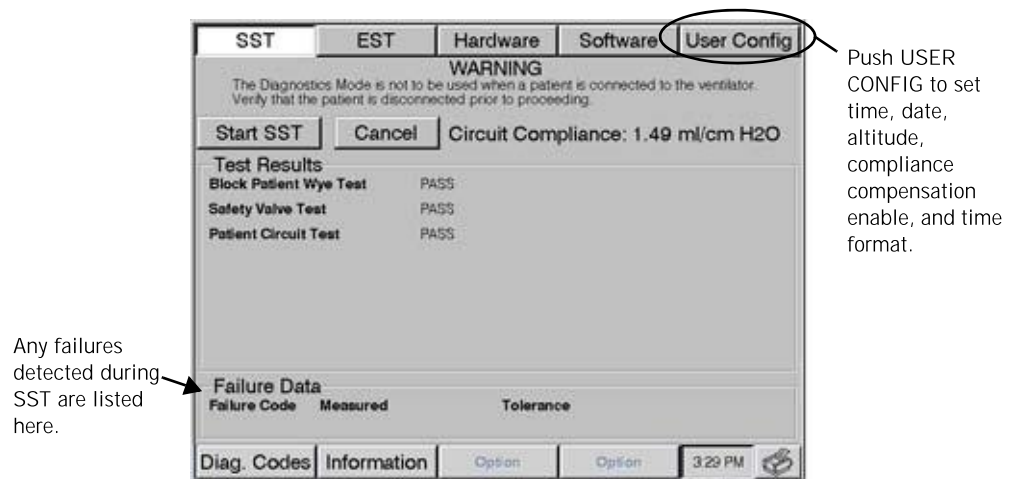 SST EST Hardware Software User Config
WARNING
The Diagnostics Mode is not to be used when a patient is connected to the ventilator.
Verify that the patient is disconnected prior to proceeding.
Start SST Cancel Circuit Compliance: 1.49 ml/cm H2O
Test Results
Block Patient Wye Test PASS
Safety Valve Test PASS
Patient Circuit Test PASS
Failure Data
Failure Code Measured Tolerance
Diag. Codes Information Option Option 3:29 PM
Push USER
CONFIG to set
time, date,
altitude,
compliance
compensation
enable, and time
format.
Any failures
detected during
SST are listed
here.